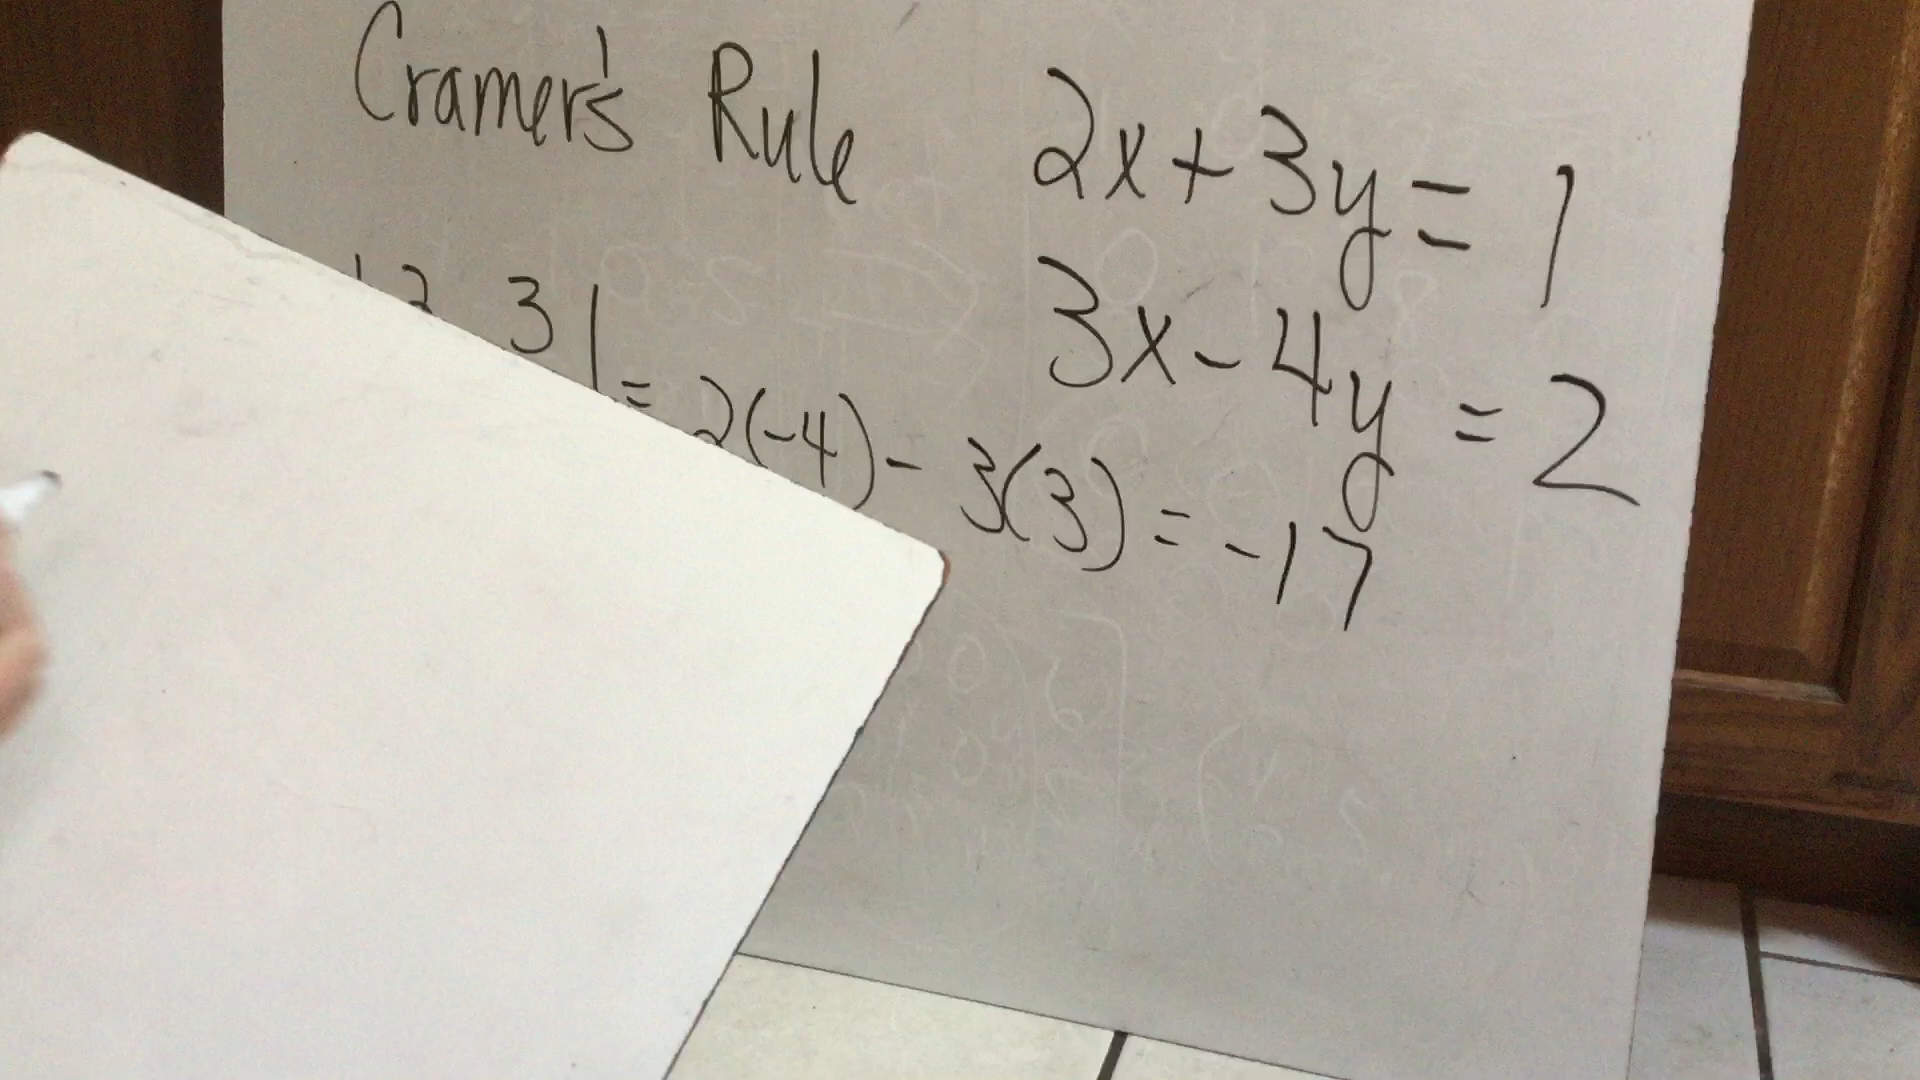 Cramer's Rule
2x + 3y = 1
3x - 4y = 2
3 |
= 2(-4) - 3(3) = -17